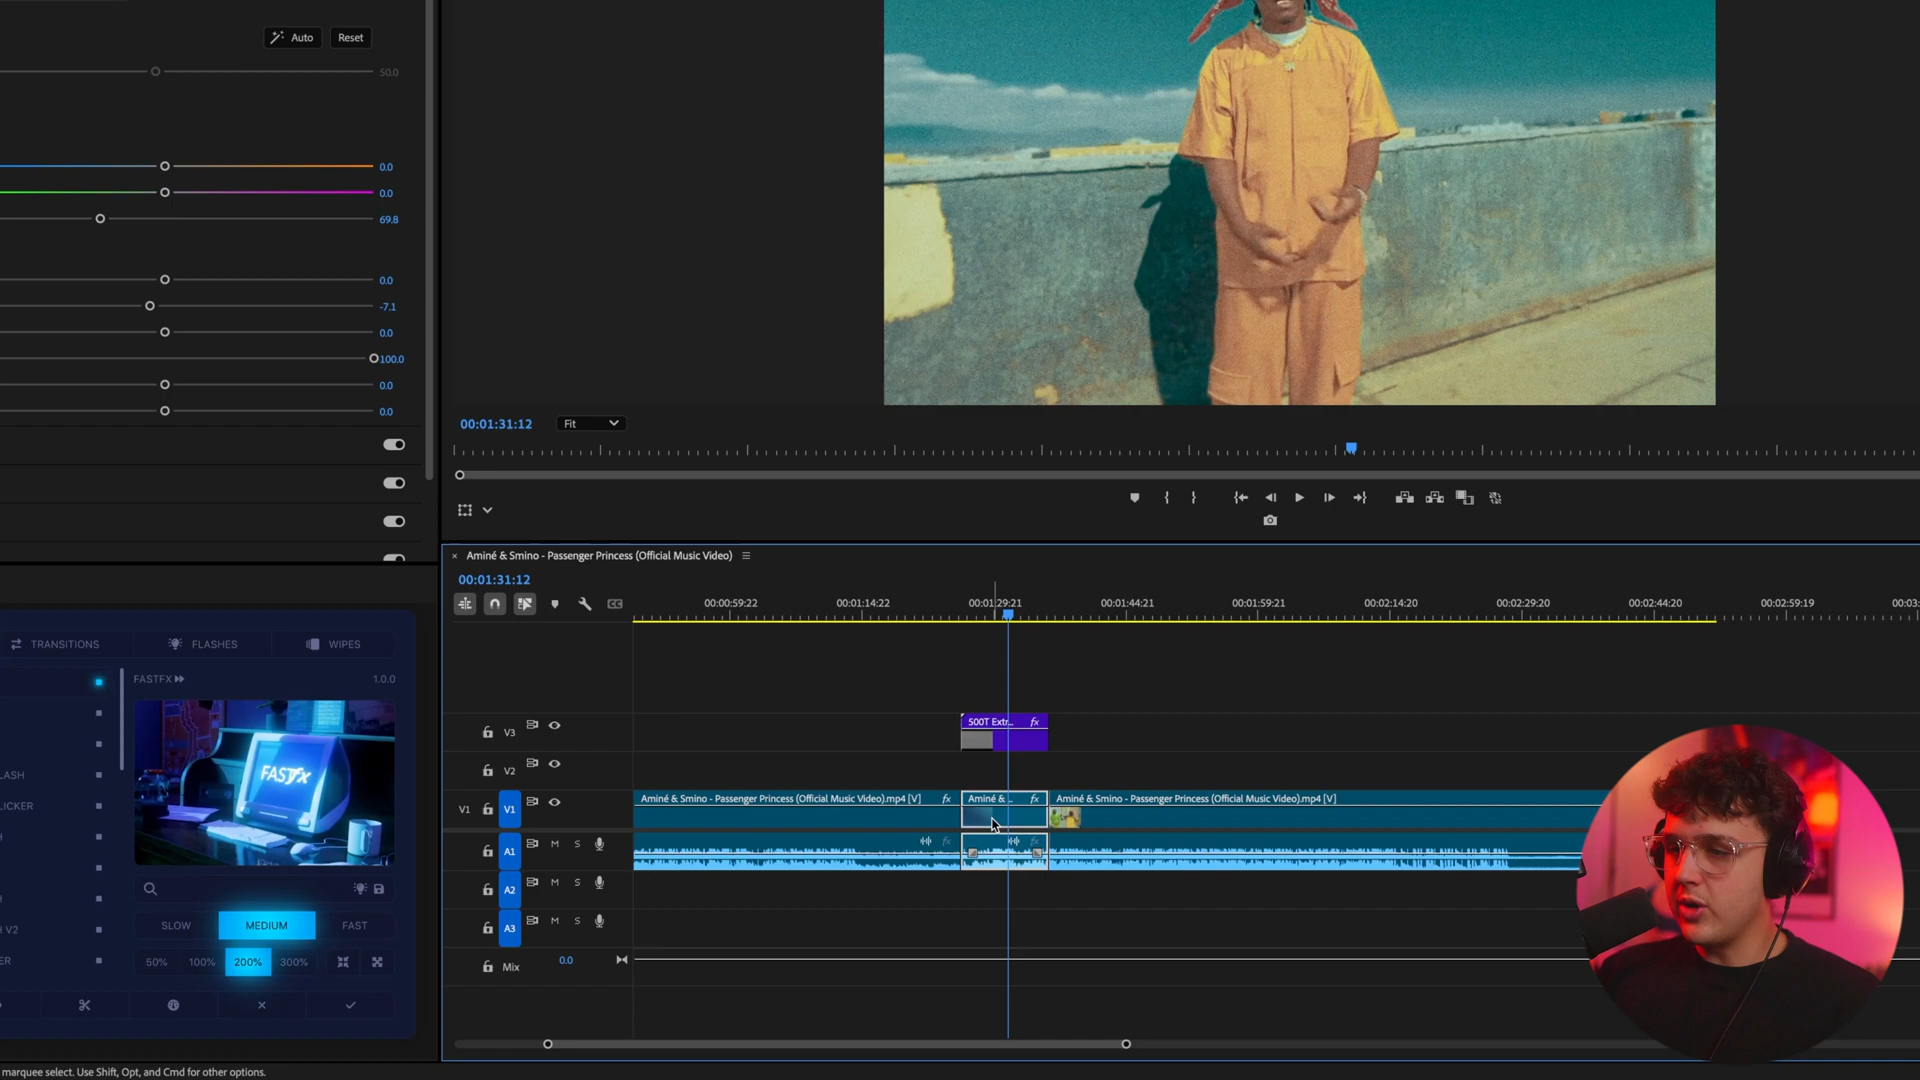 Auto
Reset
50.0
0.0
0.0
69.8
0.0
-7.1
0.0
100.0
0.0
0.0
00:01:31:12
Fit
× Aminé & Smino - Passenger Princess (Official Music Video)
00:01:31:12
00:00:59:22
00:01:14:22
00:01:29:21
00:01:44:21
00:01:59:21
00:02:14:20
00:02:29:20
00:02:44:20
00:02:59:19
TRANSITIONS
FLASHES
WIPES
FASTFX
1.0.0
FASTfx
SLOW
MEDIUM
FAST
50%
100%
200%
300%
V3
500T Extr...
fx
V2
V1
V1
Aminé & Smino - Passenger Princess (Official Music Video).mp4 [V]
fx
Aminé & ...
fx
Aminé & Smino - Passenger Princess (Official Music Video).mp4 [V]
A1
M
S
fx
fx
A2
M
S
A3
M
S
Mix
0.0
marquee select. Use Shift, Opt, and Cmd for other options.